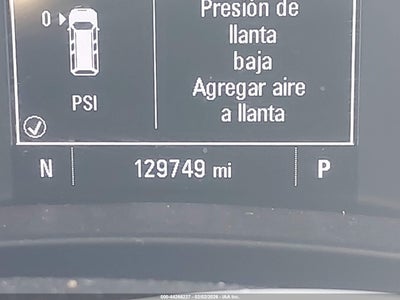 0
Presión de
llanta
baja
Agregar aire
a llanta
PSI
N 129749 mi P